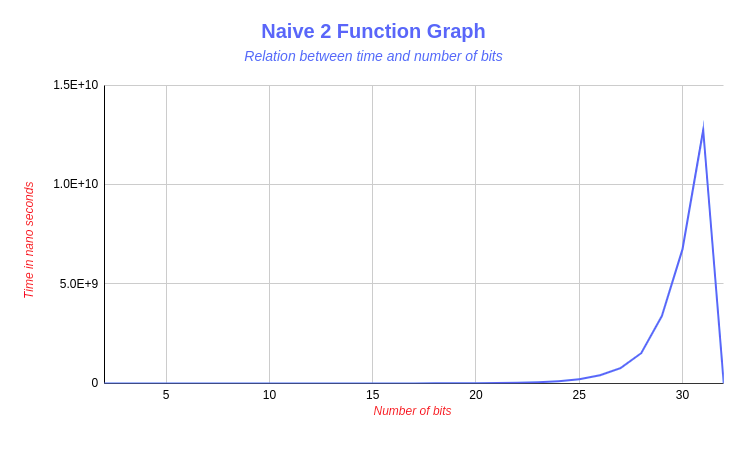 Naive 2 Function Graph
Relation between time and number of bits
1.5E+10
1.0E+10
5.0E+9
0
Time in nano seconds
5 10 15 20 25 30
Number of bits